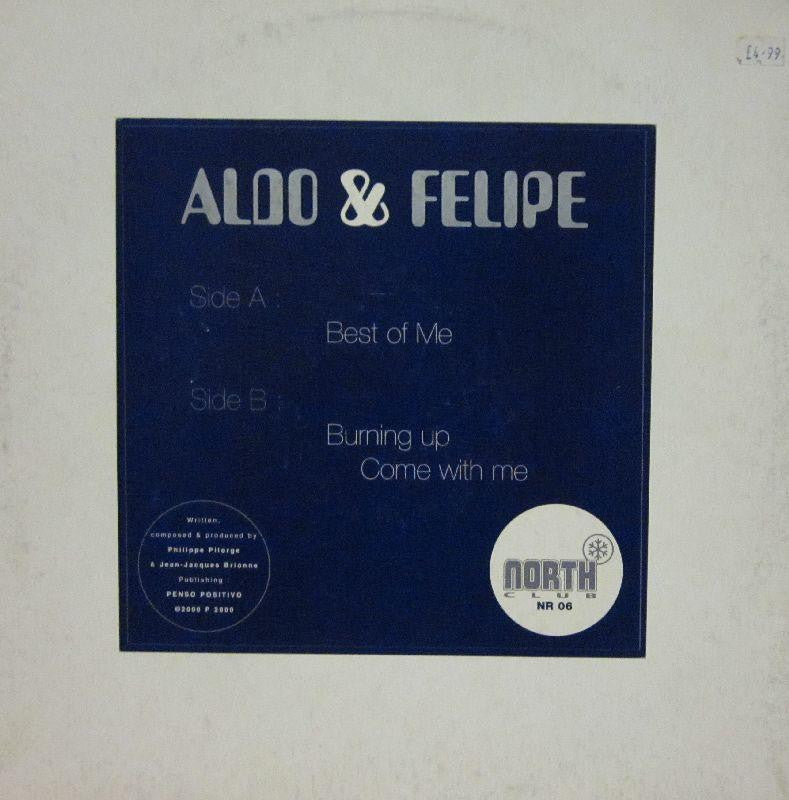 £4.99
ALDO & FELIPE
Side A :
Best of Me
Side B :
Burning up
Come with me
Written,
composed & produced by
Philippe Pilorge
& Jean-Jacques Brionne
Publishing
PENSO POSITIVO
©2000 P 2000
NORTH
CLUB
NR 06